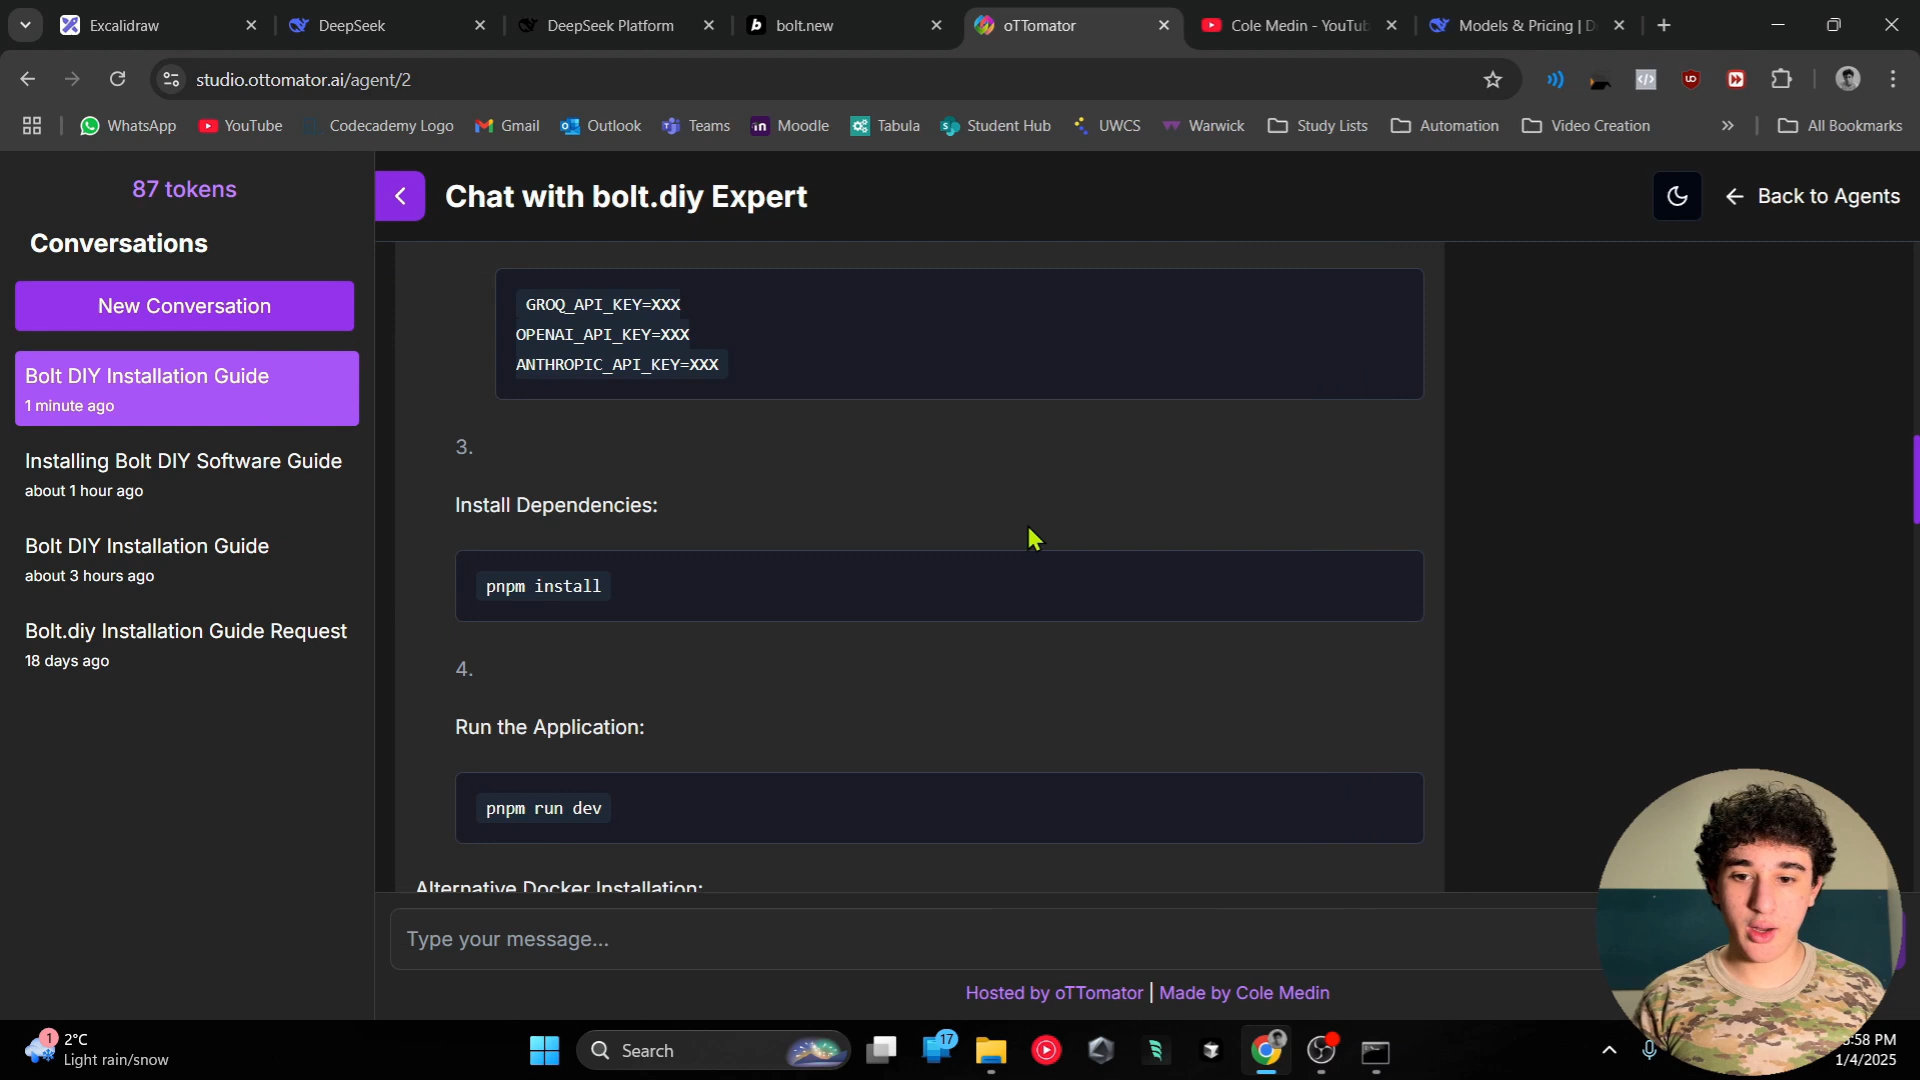 Excalidraw
DeepSeek
DeepSeek Platform
bolt.new
oTTomator
Cole Medin - YouTub
Models & Pricing | D
studio.ottomator.ai/agent/2
WhatsApp
YouTube
Codecademy Logo
Gmail
Outlook
Teams
Moodle
Tabula
Student Hub
UWCS
Warwick
Study Lists
Automation
Video Creation
All Bookmarks
87 tokens
Conversations
New Conversation
Bolt DIY Installation Guide
1 minute ago
Installing Bolt DIY Software Guide
about 1 hour ago
Bolt DIY Installation Guide
about 3 hours ago
Bolt.diy Installation Guide Request
18 days ago
Chat with bolt.diy Expert
Back to Agents
GROQ_API_KEY=XXX
OPENAI_API_KEY=XXX
ANTHROPIC_API_KEY=XXX
3.
Install Dependencies:
pnpm install
4.
Run the Application:
pnpm run dev
Alternative Docker Installation:
Type your message...
Hosted by oTTomator | Made by Cole Medin
1
2°C
Light rain/snow
Search
17
:58 PM
1/4/2025